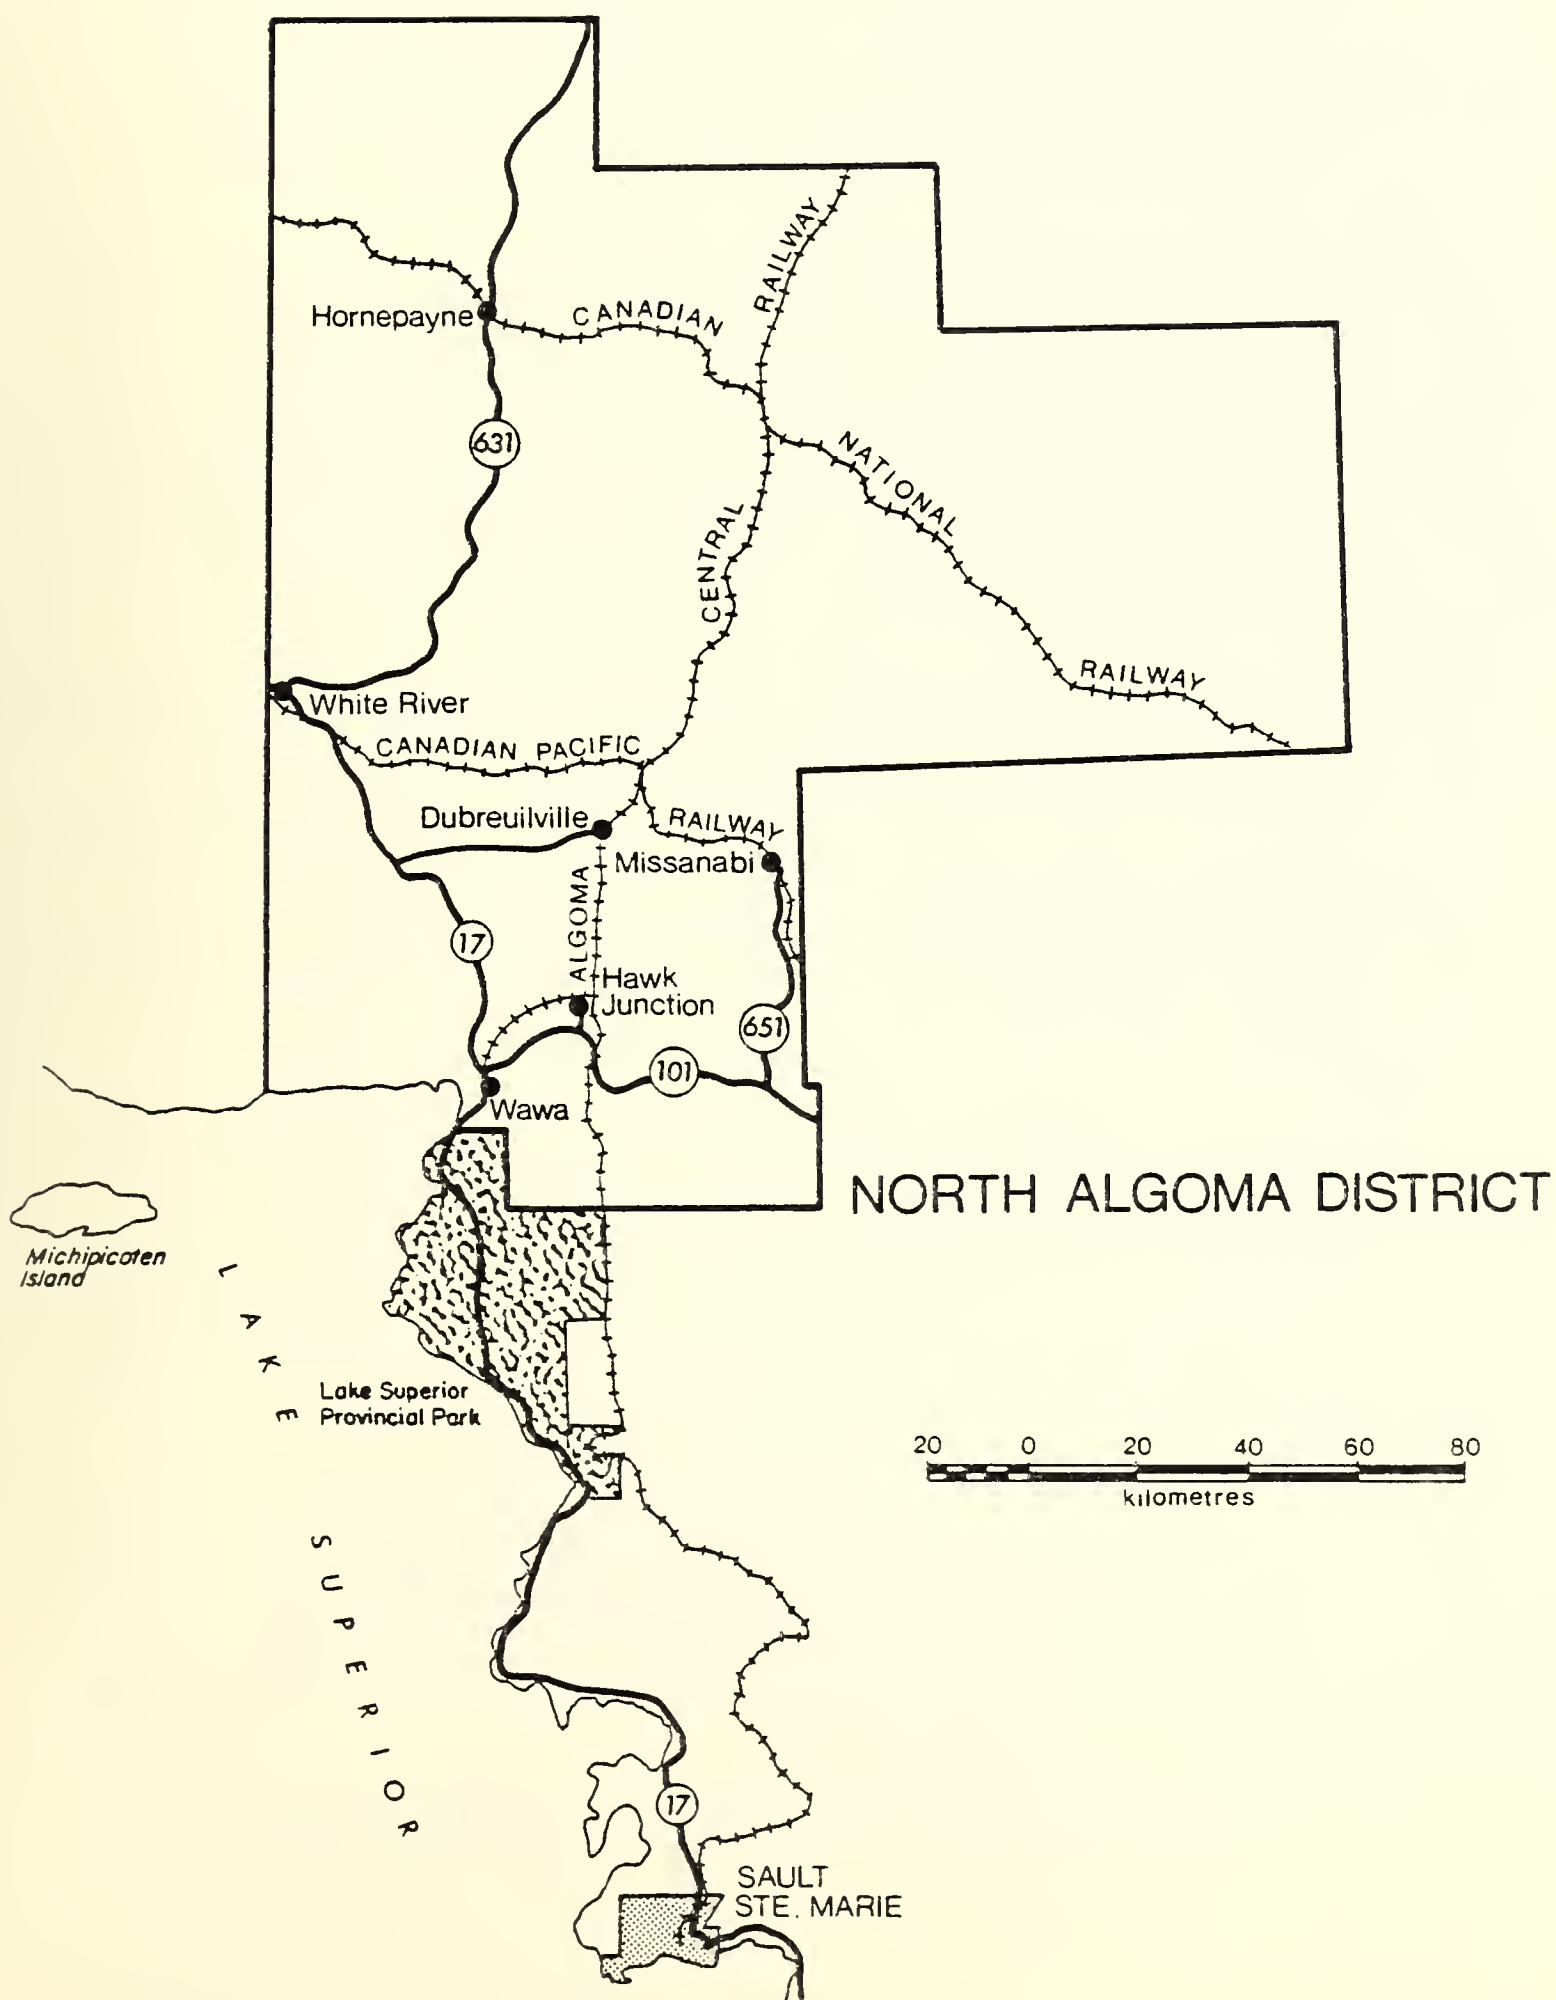 RAILWAY
Hornepayne
CANADIAN
631
NATIONAL
CENTRAL
RAILWAY
White River
CANADIAN PACIFIC
Dubreuilville
RAILWAY
Missanabi
ALGOMA
17
Hawk
Junction
651
101
Wawa
NORTH ALGOMA DISTRICT
Michipicoten
Island
LAKE
Lake Superior
Provincial Park
20 0 20 40 60 80
kilometres
SUPERIOR
17
SAULT
STE. MARIE